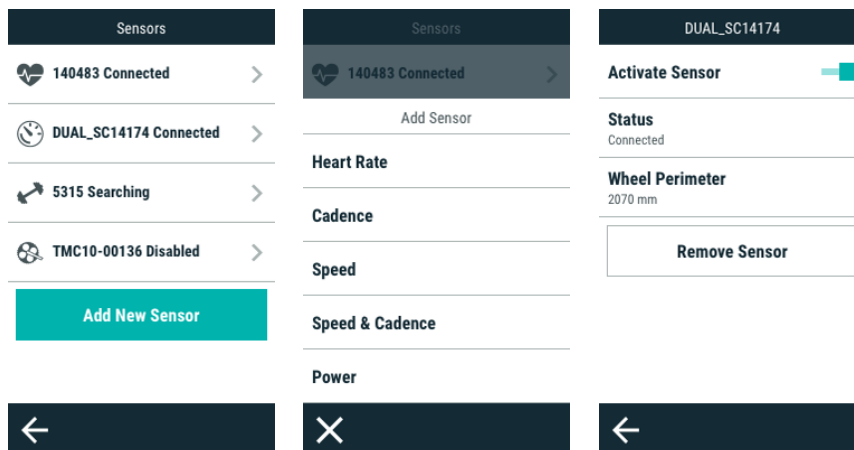 Sensors
140483 Connected
DUAL_SC14174 Connected
5315 Searching
TMC10-00136 Disabled
Add New Sensor
Sensors
140483 Connected
Add Sensor
Heart Rate
Cadence
Speed
Speed & Cadence
Power
DUAL_SC14174
Activate Sensor
Status
Connected
Wheel Perimeter
2070 mm
Remove Sensor